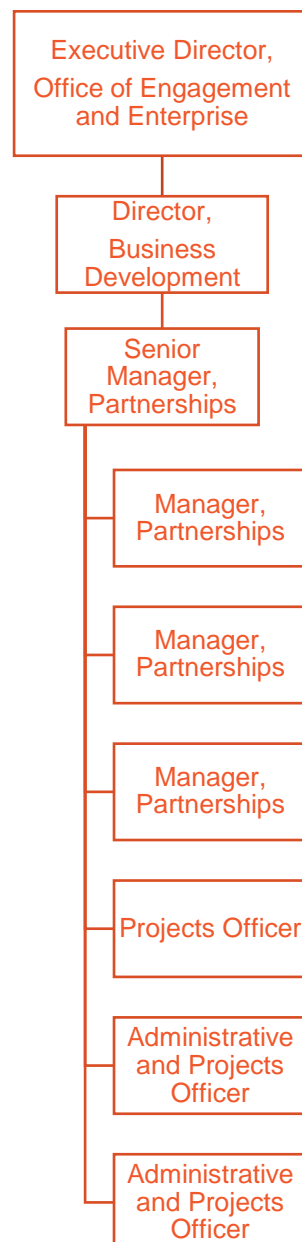 Executive Director,
Office of Engagement
and Enterprise
Director,
Business
Development
Senior
Manager,
Partnerships
Manager,
Partnerships
Manager,
Partnerships
Manager,
Partnerships
Projects Officer
Administrative
and Projects
Officer
Administrative
and Projects
Officer